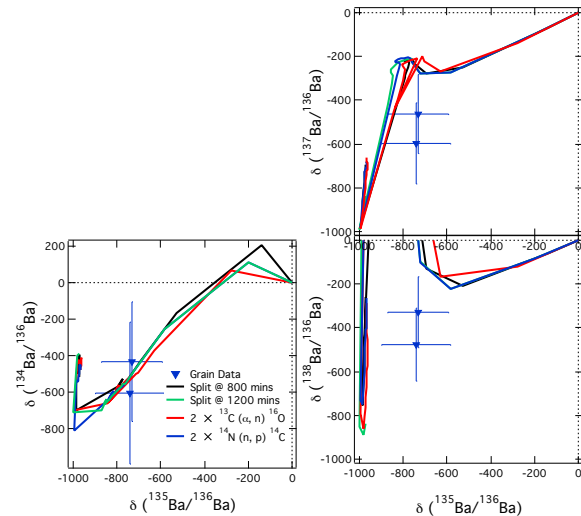 0
-200
-400
-600
-800
-1000
δ (¹³⁷Ba/¹³⁶Ba)
-1000 -800 -600 -400 -200 0
200
0
-200
-400
-600
-800
δ (¹³⁴Ba/¹³⁶Ba)
Grain Data
Split @ 800 mins
Split @ 1200 mins
2 × ¹³C (α, n) ¹⁶O
2 × ¹⁴N (n, p) ¹⁴C
-1000 -800 -600 -400 -200 0
δ (¹³⁵Ba/¹³⁶Ba)
0
-200
-400
-600
-800
-1000
δ (¹³⁸Ba/¹³⁶Ba)
-1000 -800 -600 -400 -200 0
δ (¹³⁵Ba/¹³⁶Ba)